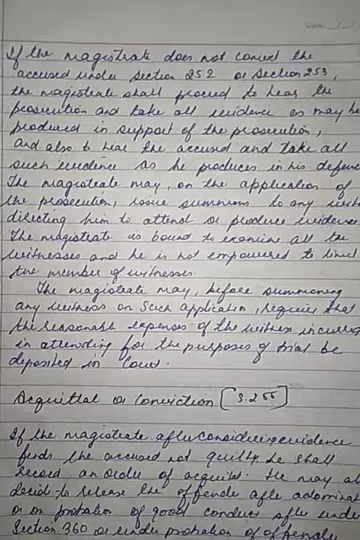 If the magistrate does not convict the
accused under section 252 or section 253,
the magistrate shall proceed to hear the
prosecution and take all evidence as may be
produced in support of the prosecution,
and also to hear the accused and take all
such evidence as he produces in his defence
The magistrate may, on the application of
the prosecution, issue summons to any witn
directing him to attend or produce evidence
The magistrate is bound to examine all the
witnesses and he is not empowered to limit
the number of witnesses
The magistrate may, before summoning
any witness on such application, require that
the reasonable expenses of the witness incurred
in attending for the purposes of trial be
deposited in Court.
Acquittal or conviction [S.255]
If the magistrate after considering evidence
finds the accused not guilty he shall
record an order of acquittal. He may al
decide to release the offender after admonit
or on probation of good conduct after under
Section 360 or under probation of offende